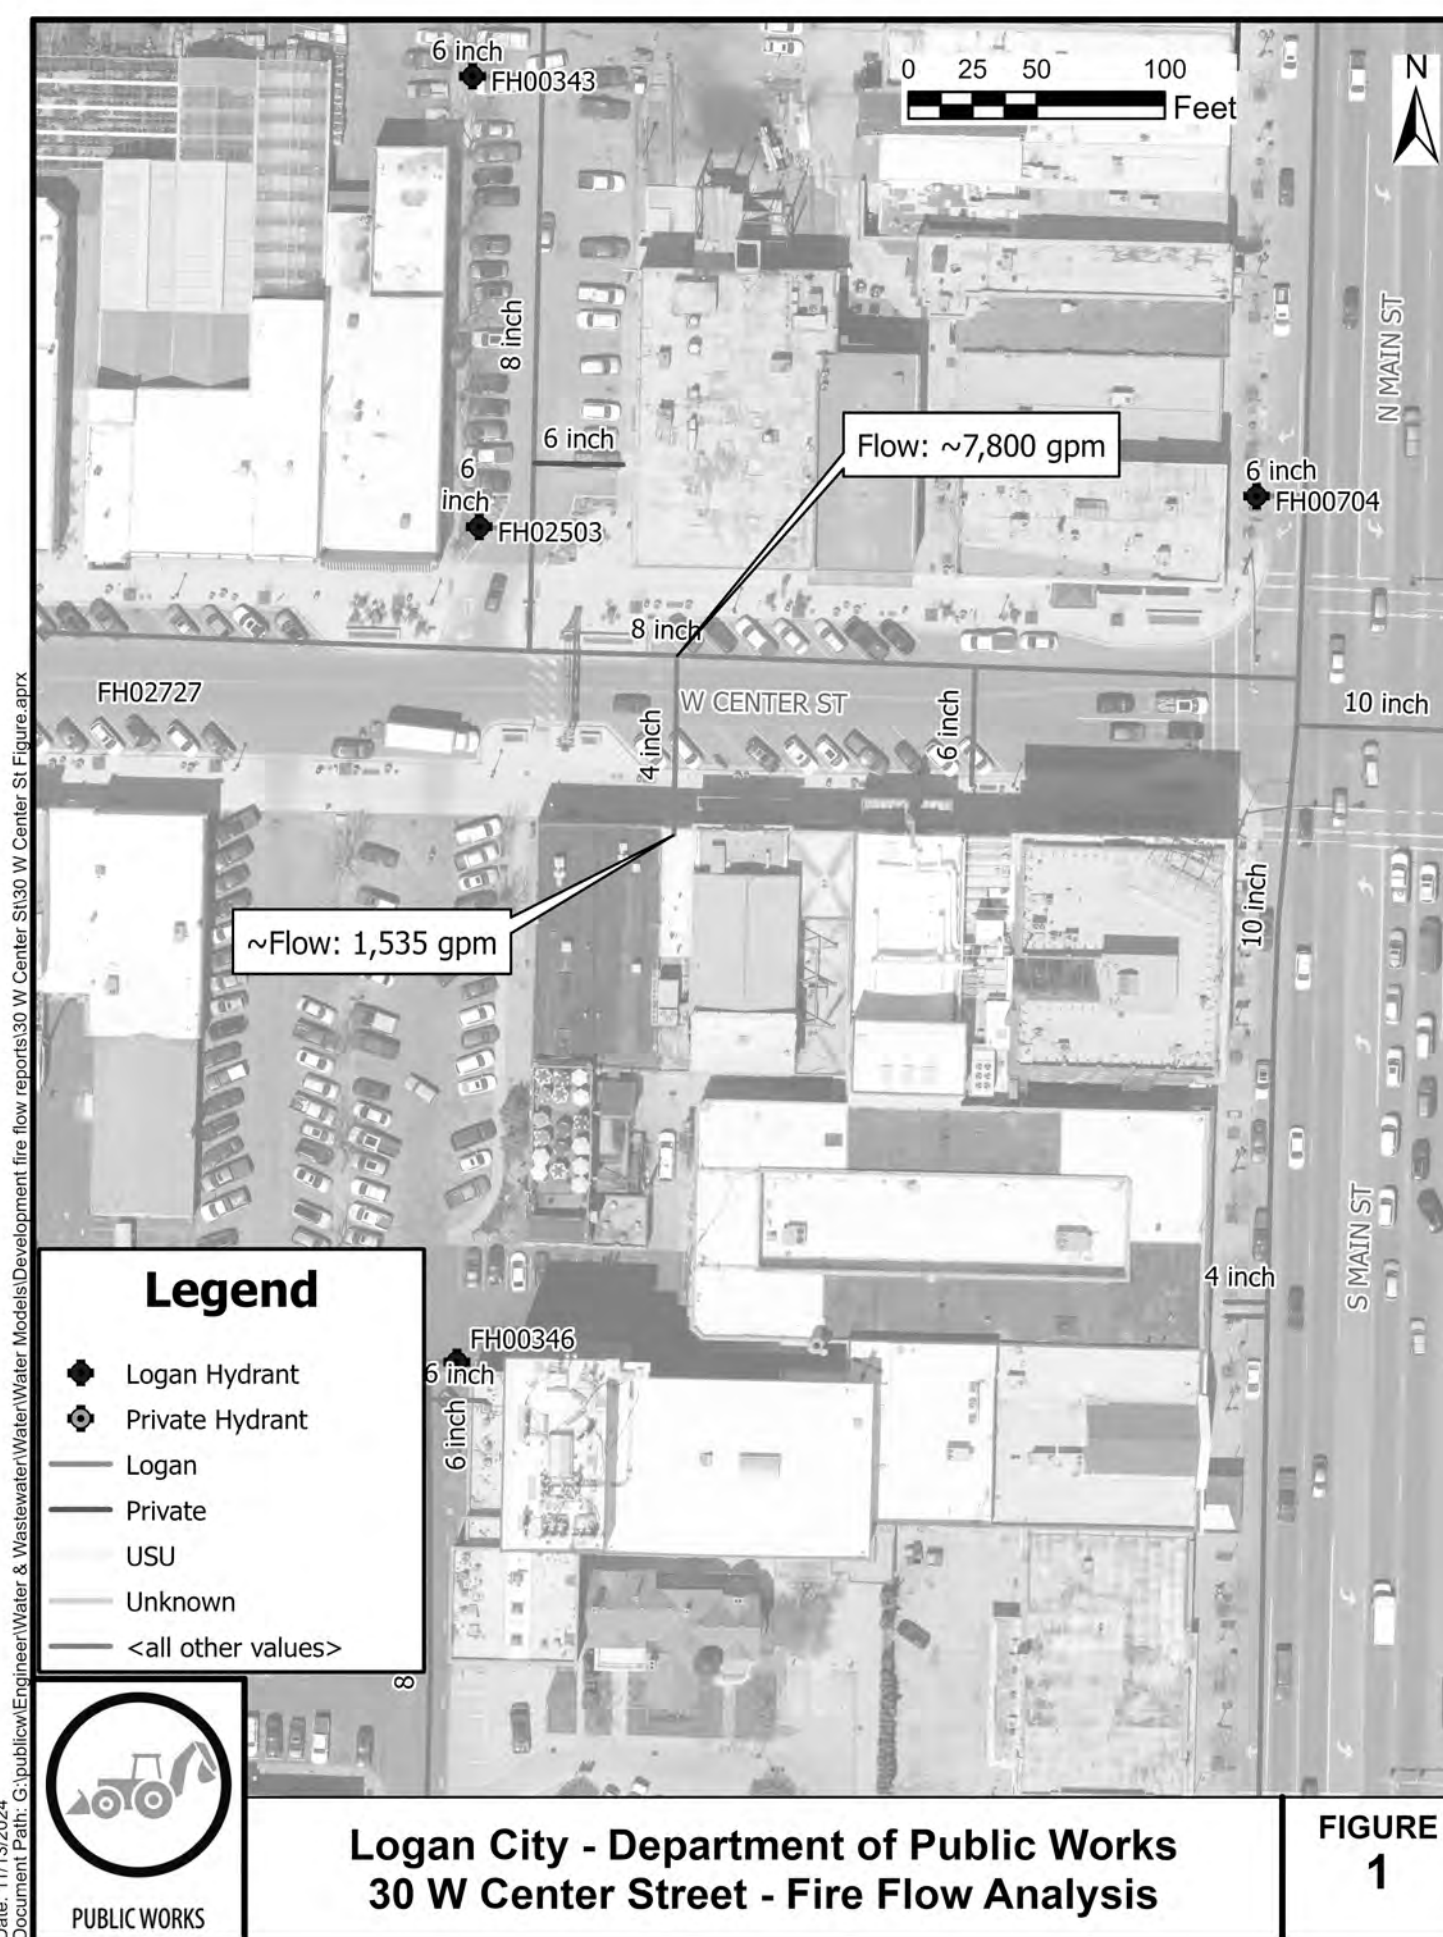 6 inch
FH00343
0 25 50 100
Feet
N
8 inch
N MAIN ST
6 inch
Flow: ~7,800 gpm
6
inch
FH02503
6 inch
FH00704
8 inch
FH02727
W CENTER ST
10 inch
4 inch
6 inch
~Flow: 1,535 gpm
10 inch
S MAIN ST
4 inch
FH00346
6 inch
6 inch
8
Legend
Logan Hydrant
Private Hydrant
Logan
Private
USU
Unknown
<all other values>
PUBLIC WORKS
Logan City - Department of Public Works
30 W Center Street - Fire Flow Analysis
FIGURE
1
Date: 11/13/2024
Document Path: G:\publicw\Engineer\Water & Wastewater\Water\Water Models\Development fire flow reports\30 W Center St\30 W Center St Figure.aprx